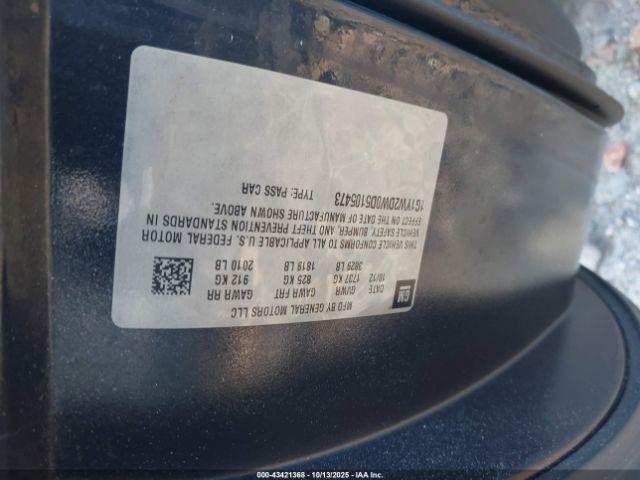 MFD BY GENERAL MOTORS LLC
GM
DATE GVWR GAWR FRT GAWR RR
10/12 1737 KG 825 KG 912 KG
3829 LB 1819 LB 2010 LB
THIS VEHICLE CONFORMS TO ALL APPLICABLE U.S. FEDERAL MOTOR
VEHICLE SAFETY, BUMPER, AND THEFT PREVENTION STANDARDS IN
EFFECT ON THE DATE OF MANUFACTURE SHOWN ABOVE.
1G1YW2DW0D5105473 TYPE: PASS CAR
000-43421368 - 10/13/2025 - IAA Inc.